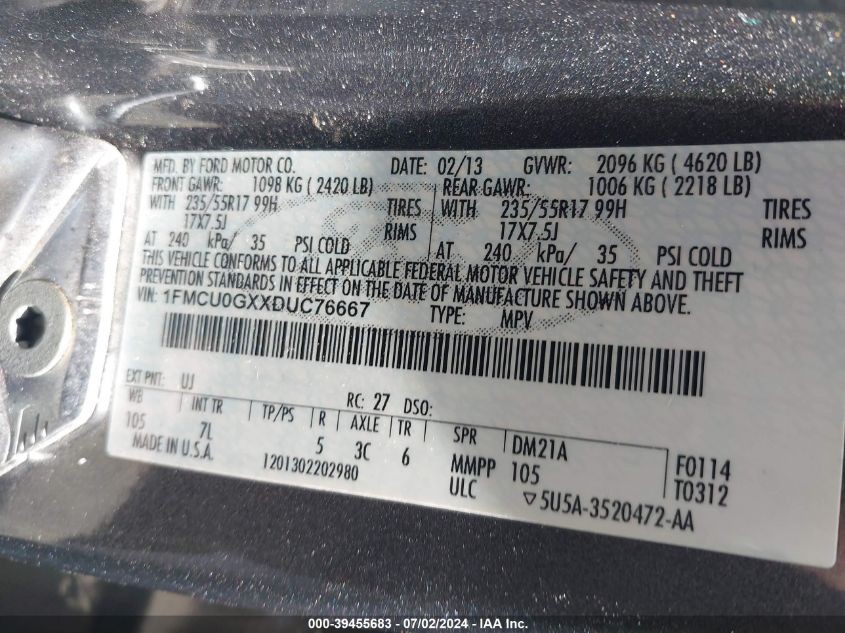 MFD. BY FORD MOTOR CO. DATE: 02/13 GVWR: 2096 KG ( 4620 LB)
FRONT GAWR: 1098 KG ( 2420 LB) REAR GAWR: 1006 KG ( 2218 LB)
WITH 235/55R17 99H TIRES WITH 235/55R17 99H TIRES
17X7.5J RIMS 17X7.5J RIMS
AT 240 kPa/ 35 PSI COLD AT 240 kPa/ 35 PSI COLD
THIS VEHICLE CONFORMS TO ALL APPLICABLE FEDERAL MOTOR VEHICLE SAFETY AND THEFT
PREVENTION STANDARDS IN EFFECT ON THE DATE OF MANUFACTURE SHOWN ABOVE.
VIN: 1FMCU0GXXDUC76667 TYPE: MPV
EXT PNT: UJ RC: 27 DSO:
WB INT TR TP/PS R AXLE TR SPR DM21A F0114
105 7L 5 3C 6 MMPP 105 T0312
MADE IN U.S.A. 1201302202980 ULC ▽5U5A-3520472-AA
000-39455683 - 07/02/2024 - IAA Inc.